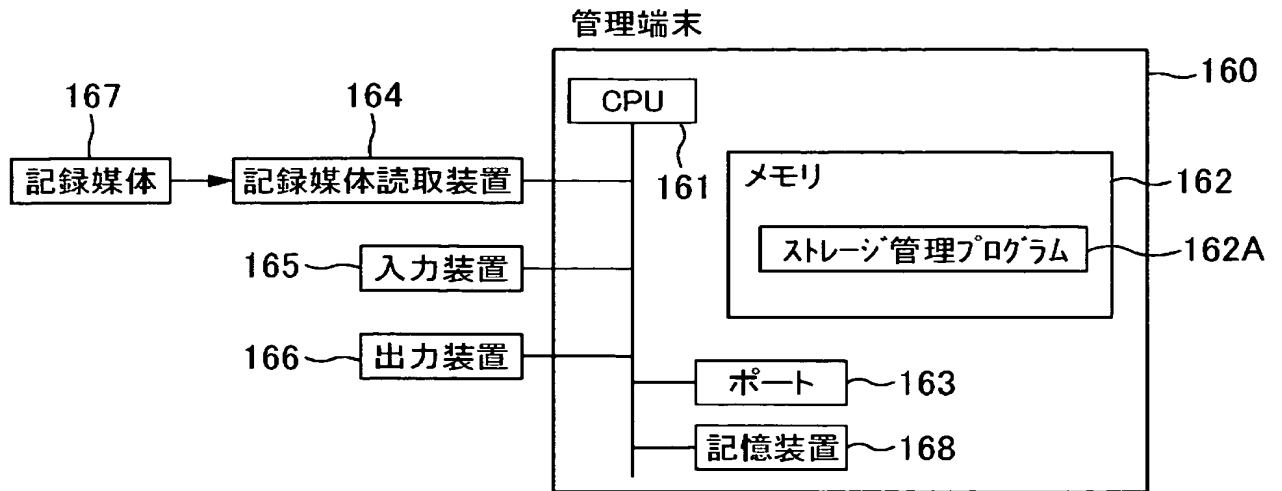 管理端末
160
CPU
161
167
164
記録媒体
記録媒体読取装置
メモリ
162
ストレージ管理プログラム
162A
165
入力装置
166
出力装置
ポート
163
記憶装置
168